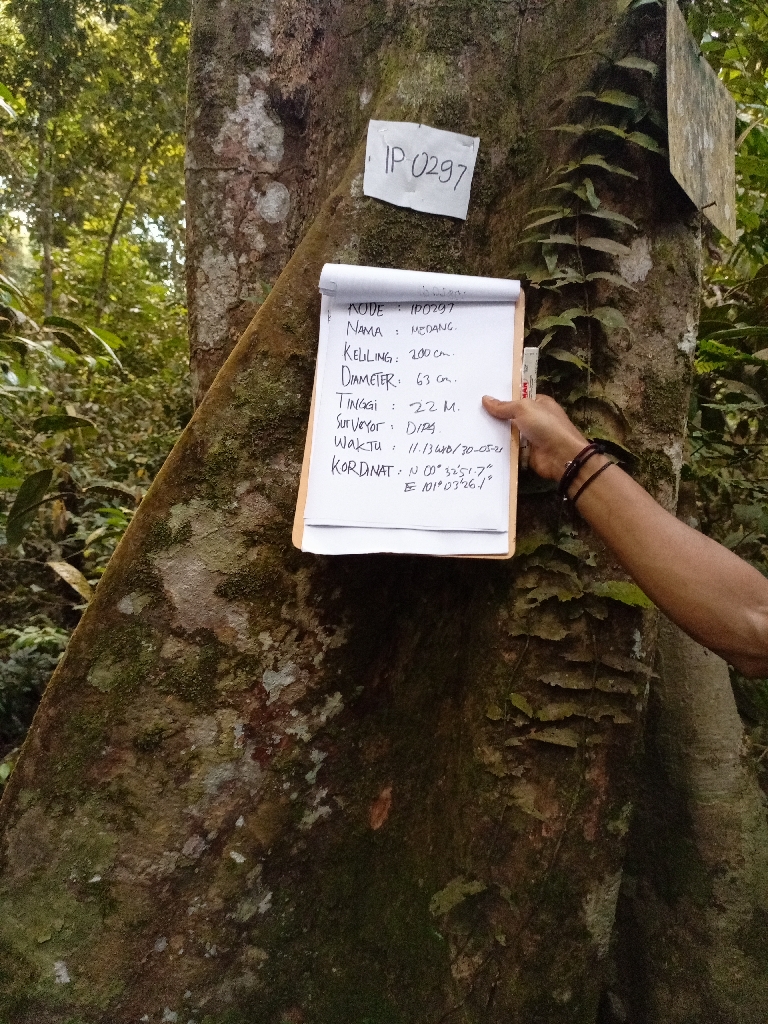 IP-0297
KODE : IP0297
NAMA : MEDANG.
KELILING : 200 cm.
DIAMETER : 63 cm.
TINGGI : 22 M.
SURVEYOR : DIPA.
WAKTU : 11.13 WIB/30-05-21
KORDINAT : N 00° 32'51.7"
E 101° 03'26.1"